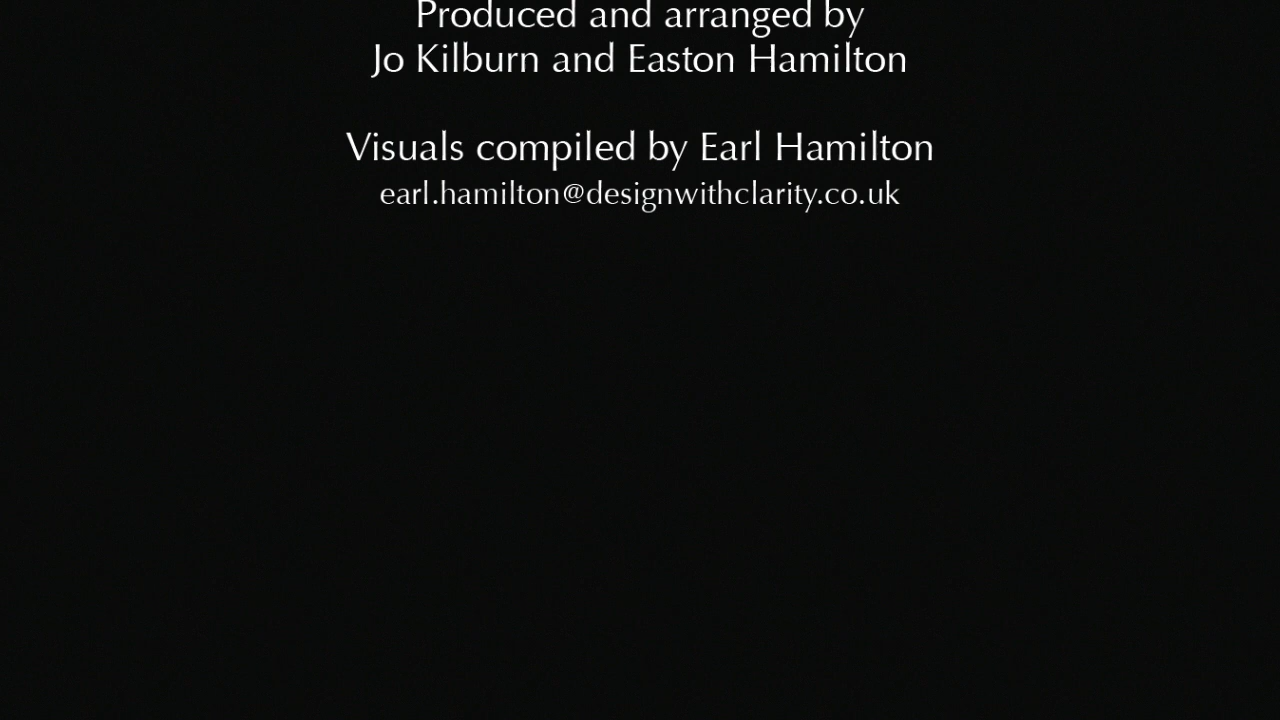 Produced and arranged by
Jo Kilburn and Easton Hamilton
Visuals compiled by Earl Hamilton
earl.hamilton@designwithclarity.co.uk